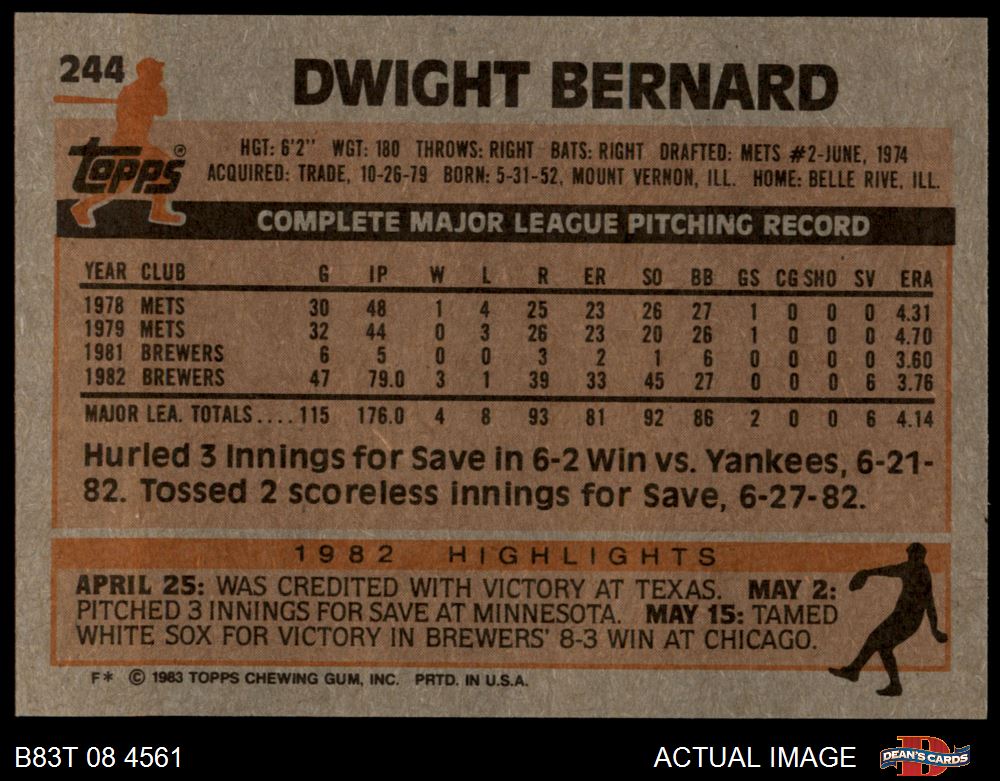 244
DWIGHT BERNARD
topps®
HGT: 6'2" WGT: 180 THROWS: RIGHT BATS: RIGHT DRAFTED: METS #2-JUNE, 1974
ACQUIRED: TRADE, 10-26-79 BORN: 5-31-52, MOUNT VERNON, ILL. HOME: BELLE RIVE, ILL.
COMPLETE MAJOR LEAGUE PITCHING RECORD
YEAR CLUB G IP W L R ER SO BB GS CG SHO SV ERA
1978 METS 30 48 1 4 25 23 26 27 1 0 0 0 4.31
1979 METS 32 44 0 3 26 23 20 26 1 0 0 0 4.70
1981 BREWERS 6 5 0 0 3 2 1 6 0 0 0 0 3.60
1982 BREWERS 47 79.0 3 1 39 33 45 27 0 0 0 6 3.76
MAJOR LEA. TOTALS.... 115 176.0 4 8 93 81 92 86 2 0 0 6 4.14
Hurled 3 Innings for Save in 6-2 Win vs. Yankees, 6-21-
82. Tossed 2 scoreless innings for Save, 6-27-82.
1982 HIGHLIGHTS
APRIL 25: WAS CREDITED WITH VICTORY AT TEXAS. MAY 2:
PITCHED 3 INNINGS FOR SAVE AT MINNESOTA. MAY 15: TAMED
WHITE SOX FOR VICTORY IN BREWERS' 8-3 WIN AT CHICAGO.
F* © 1983 TOPPS CHEWING GUM, INC. PRTD. IN U.S.A.
B83T 08 4561
ACTUAL IMAGE
DEAN'S CARDS